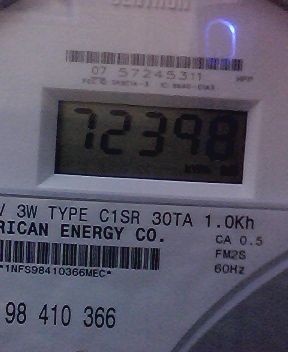 07 57245311
72398
V 3W TYPE C1SR 30TA 1.0Kh
RICAN ENERGY CO.
CA 0.5
FM2S
60Hz
*1NFS98410366MEC*
98 410 366